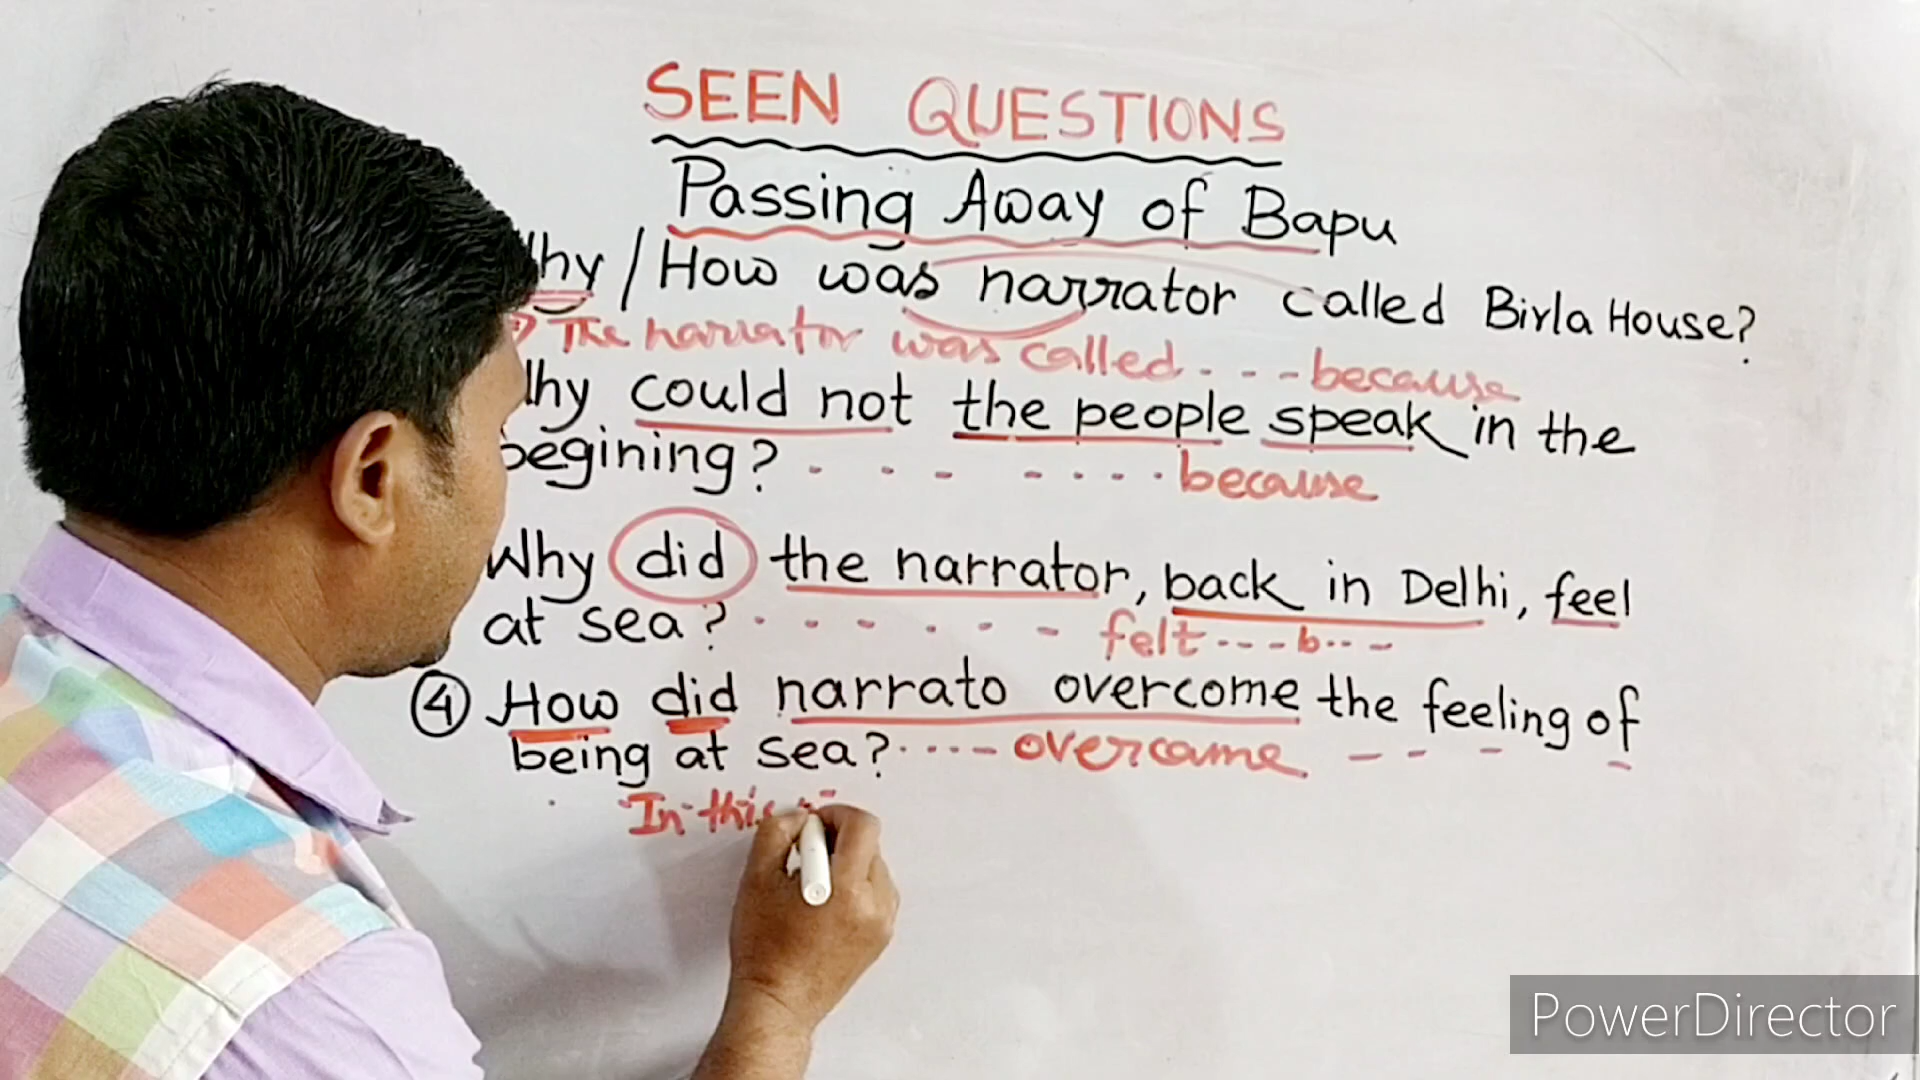 SEEN QUESTIONS
Passing Away of Bapu
hy / How was narrator called Birla House?
The narrator was called - - - because
hy could not the people speak in the
begining? - - - - - - - because
Why did the narrator, back in Delhi, feel
at sea? - - - - - - felt - - - b - - -
④ How did narrato overcome the feeling of
being at sea? - - - - overcame - - - -
In this
PowerDirector